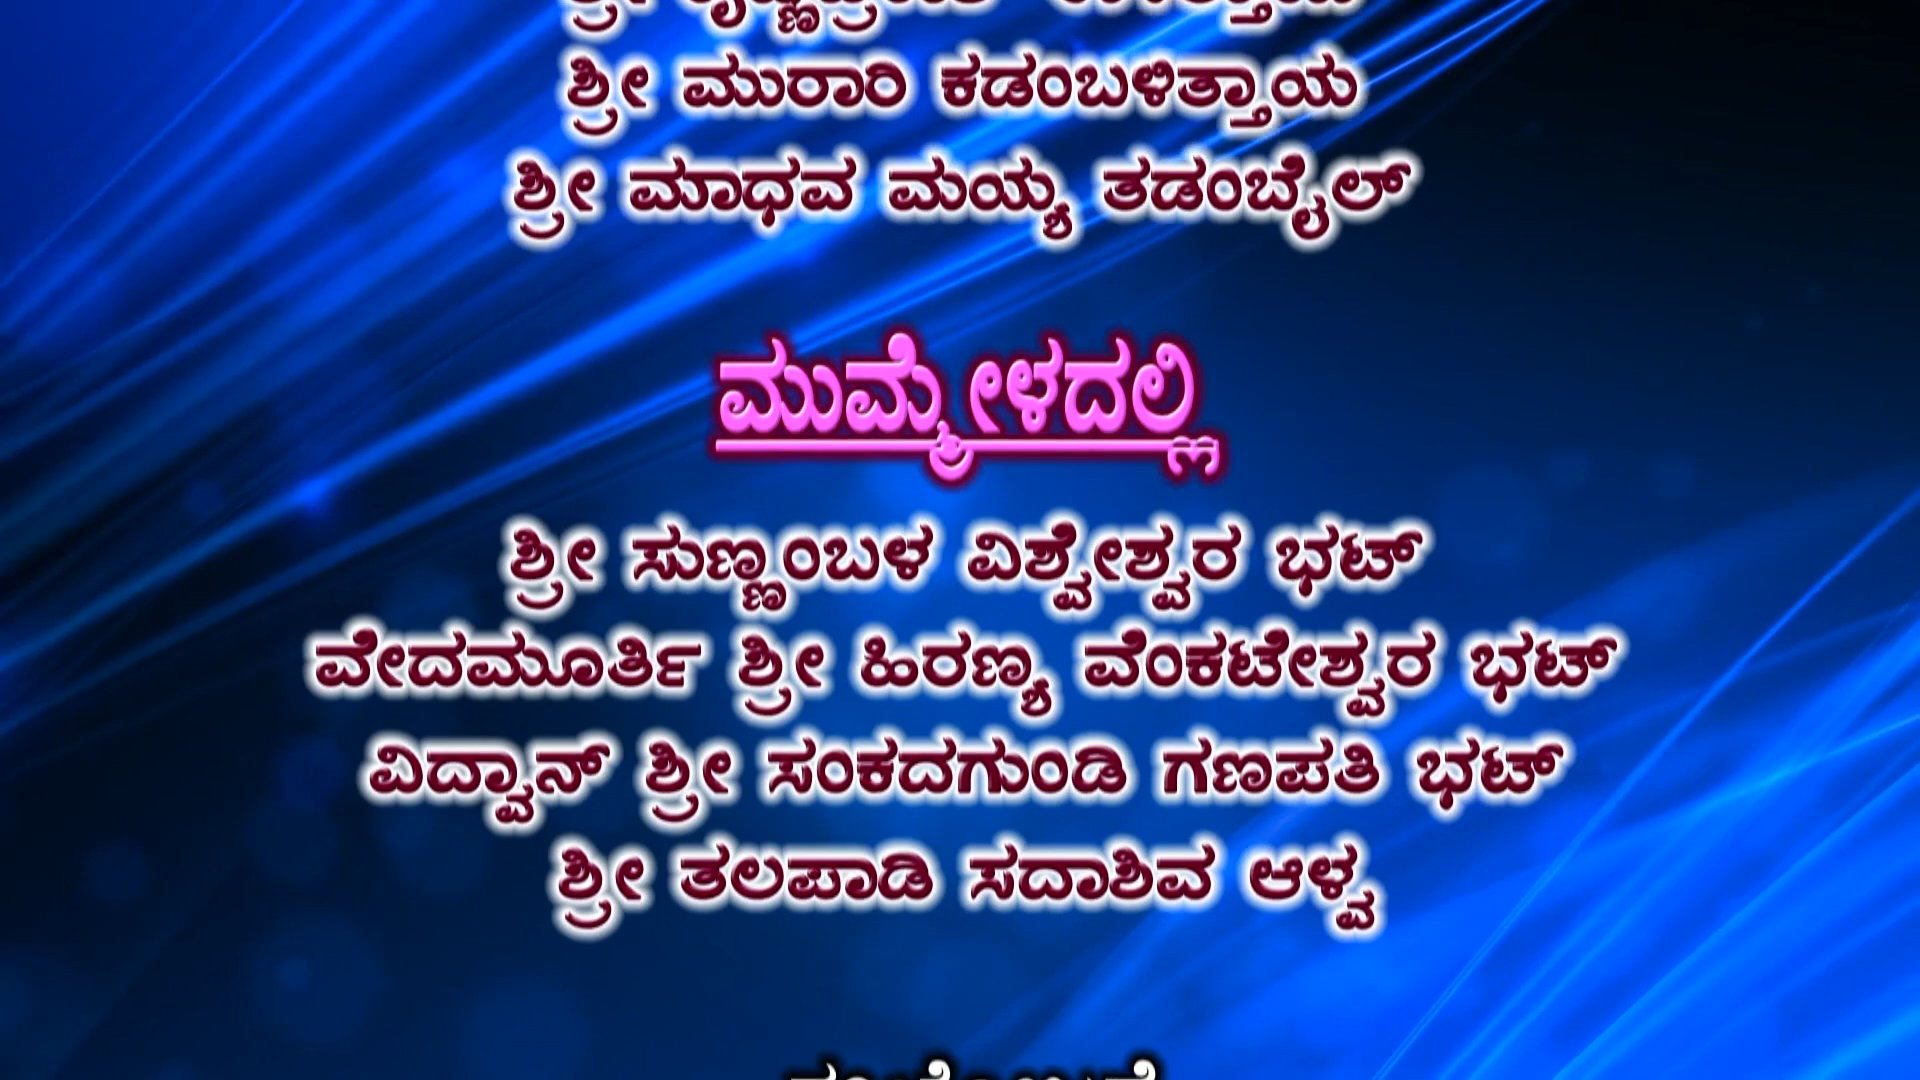 ಶ್ರೀ ಮುರಾರಿ ಕಡಂಬಳಿತ್ತಾಯ
ಶ್ರೀ ಮಾಧವ ಮಯ್ಯ ತಡಂಬೈಲ್
ಮುಮ್ಮೇಳದಲ್ಲಿ
ಶ್ರೀ ಸುಣ್ಣಂಬಳ ವಿಶ್ವೇಶ್ವರ ಭಟ್
ವೇದಮೂರ್ತಿ ಶ್ರೀ ಹಿರಣ್ಯ ವೆಂಕಟೇಶ್ವರ ಭಟ್
ವಿದ್ವಾನ್ ಶ್ರೀ ಸಂಕದಗುಂಡಿ ಗಣಪತಿ ಭಟ್
ಶ್ರೀ ತಲಪಾಡಿ ಸದಾಶಿವ ಆಳ್ವ